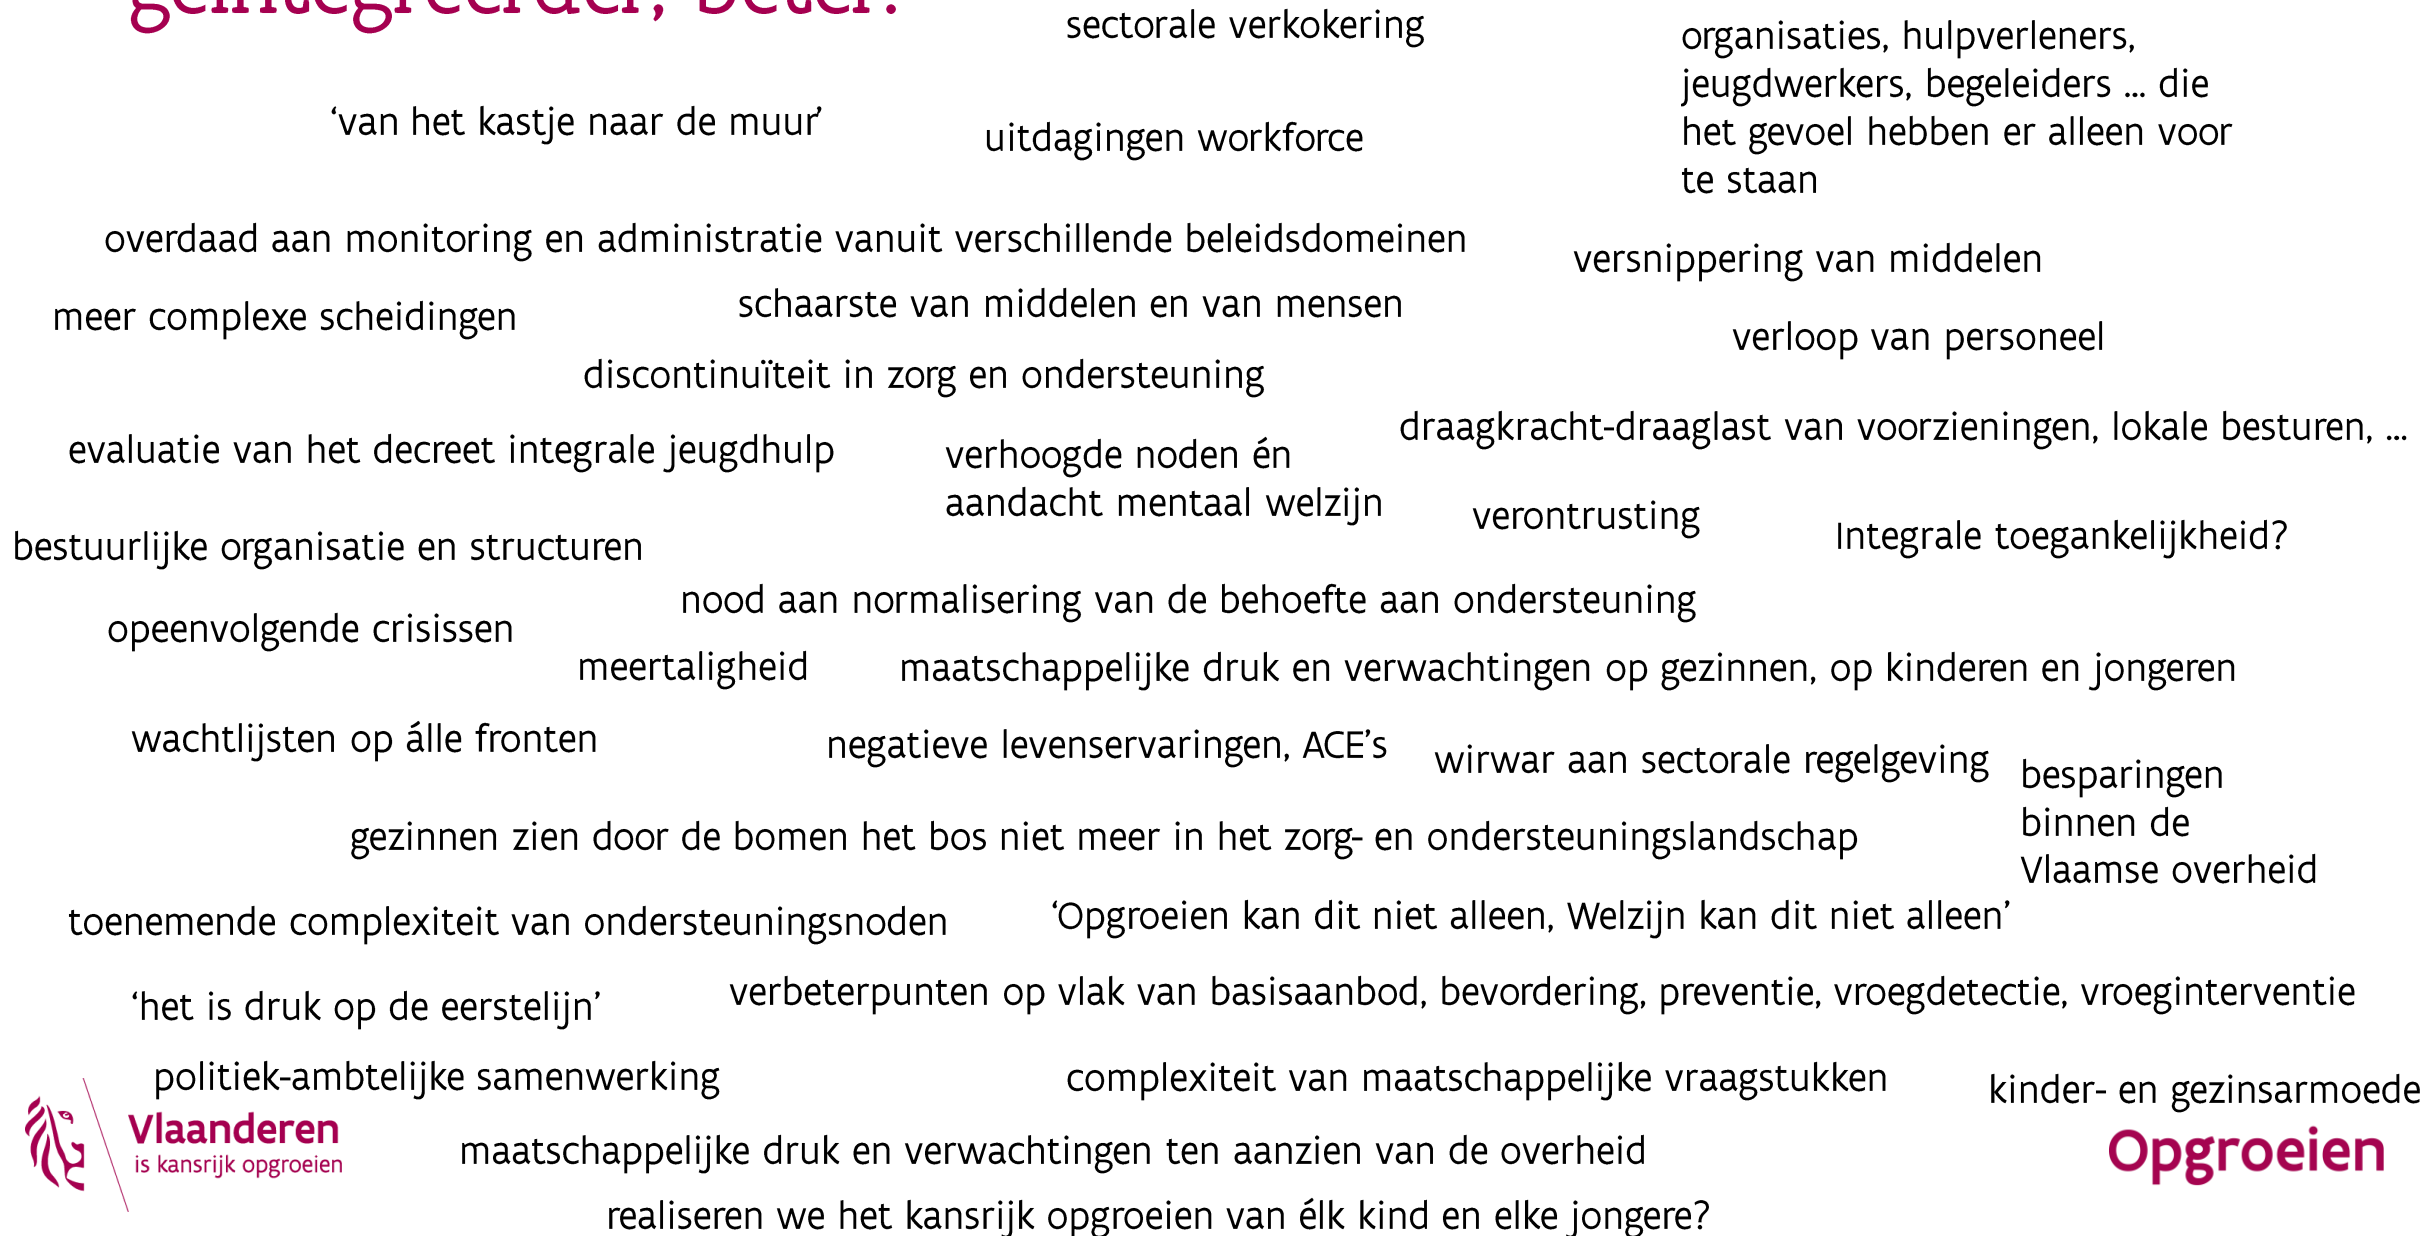 geïntegreerder, beter?
sectorale verkokering
organisaties, hulpverleners,
jeugdwerkers, begeleiders ... die
het gevoel hebben er alleen voor
te staan
‘van het kastje naar de muur’
uitdagingen workforce
overdaad aan monitoring en administratie vanuit verschillende beleidsdomeinen
versnippering van middelen
meer complexe scheidingen
schaarste van middelen en van mensen
verloop van personeel
discontinuïteit in zorg en ondersteuning
draagkracht-draaglast van voorzieningen, lokale besturen, ...
evaluatie van het decreet integrale jeugdhulp
verhoogde noden én
aandacht mentaal welzijn
verontrusting
Integrale toegankelijkheid?
bestuurlijke organisatie en structuren
nood aan normalisering van de behoefte aan ondersteuning
opeenvolgende crisissen
meertaligheid
maatschappelijke druk en verwachtingen op gezinnen, op kinderen en jongeren
wachtlijsten op álle fronten
negatieve levenservaringen, ACE’s
wirwar aan sectorale regelgeving
besparingen
binnen de
Vlaamse overheid
gezinnen zien door de bomen het bos niet meer in het zorg- en ondersteuningslandschap
toenemende complexiteit van ondersteuningsnoden
‘Opgroeien kan dit niet alleen, Welzijn kan dit niet alleen’
‘het is druk op de eerstelijn’
verbeterpunten op vlak van basisaanbod, bevordering, preventie, vroegdetectie, vroeginterventie
politiek-ambtelijke samenwerking
complexiteit van maatschappelijke vraagstukken
kinder- en gezinsarmoede
Vlaanderen
is kansrijk opgroeien
maatschappelijke druk en verwachtingen ten aanzien van de overheid
Opgroeien
realiseren we het kansrijk opgroeien van élk kind en elke jongere?